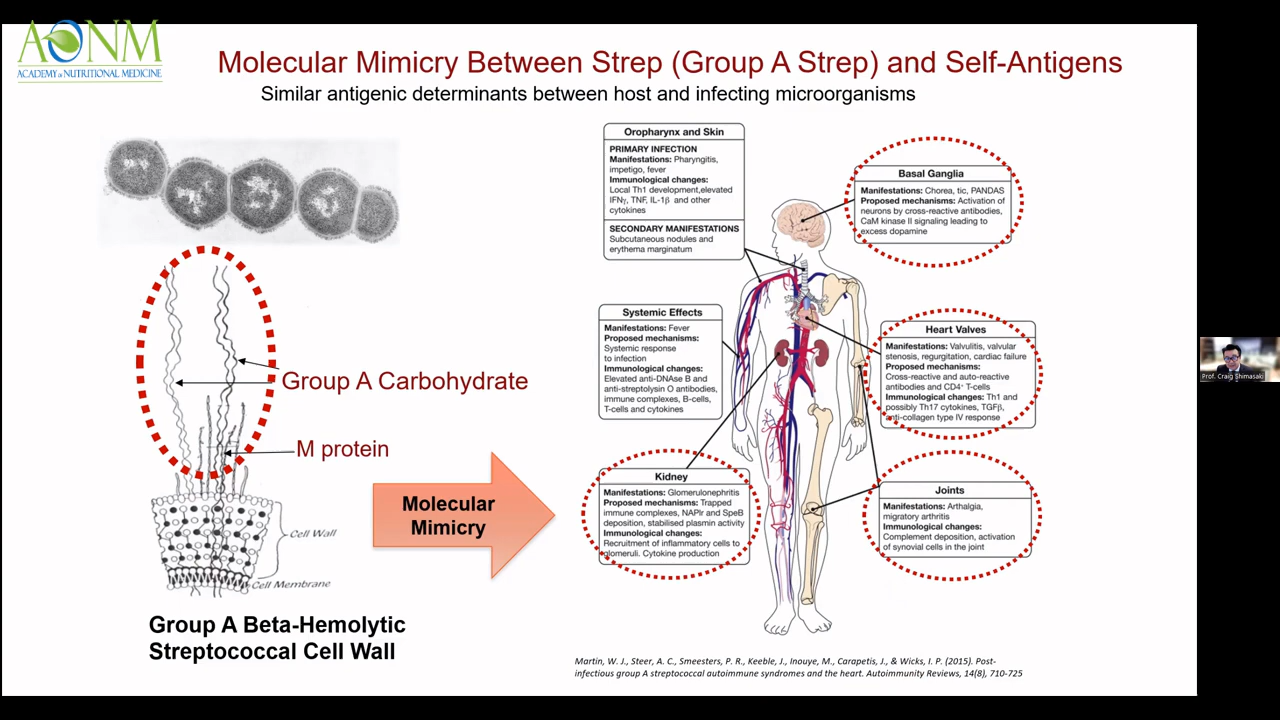 AONM
ACADEMY of NUTRITIONAL MEDICINE
Molecular Mimicry Between Strep (Group A Strep) and Self-Antigens
Similar antigenic determinants between host and infecting microorganisms
Group A Carbohydrate
M protein
Cell Wall
Cell Membrane
Group A Beta-Hemolytic
Streptococcal Cell Wall
Molecular
Mimicry
Oropharynx and Skin
PRIMARY INFECTION
Manifestations: Pharyngitis,
impetigo, fever
Immunological changes:
Local Th1 development,elevated
IFNγ, TNF, IL-1β and other
cytokines
SECONDARY MANIFESTATIONS
Subcutaneous nodules and
erythema marginatum
Systemic Effects
Manifestations: Fever
Proposed mechanisms:
Systemic response
to infection
Immunological changes:
Elevated anti-DNAse B and
anti-streptolysin O antibodies,
immune complexes, B-cells,
T-cells and cytokines
Kidney
Manifestations: Glomerulonephritis
Proposed mechanisms: Trapped
immune complexes, NAPlr and SpeB
deposition, stabilised plasmin activity
Immunological changes:
Recruitment of inflammatory cells to
glomeruli. Cytokine production
Basal Ganglia
Manifestations: Chorea, tic, PANDAS
Proposed mechanisms: Activation of
neurons by cross-reactive antibodies,
CaM kinase II signaling leading to
excess dopamine
Heart Valves
Manifestations: Valvulitis, valvular
stenosis, regurgitation, cardiac failure
Proposed mechanisms:
Cross-reactive and auto-reactive
antibodies and CD4⁺ T-cells
Immunological changes: Th1 and
possibly Th17 cytokines, TGFβ,
anti-collagen type IV response
Joints
Manifestations: Arthalgia,
migratory arthritis
Immunological changes:
Complement deposition, activation
of synovial cells in the joint
Martin, W. J., Steer, A. C., Smeesters, P. R., Keeble, J., Inouye, M., Carapetis, J., & Wicks, I. P. (2015). Post-
infectious group A streptococcal autoimmune syndromes and the heart. Autoimmunity Reviews, 14(8), 710-725
Prof. Craig Shimasaki